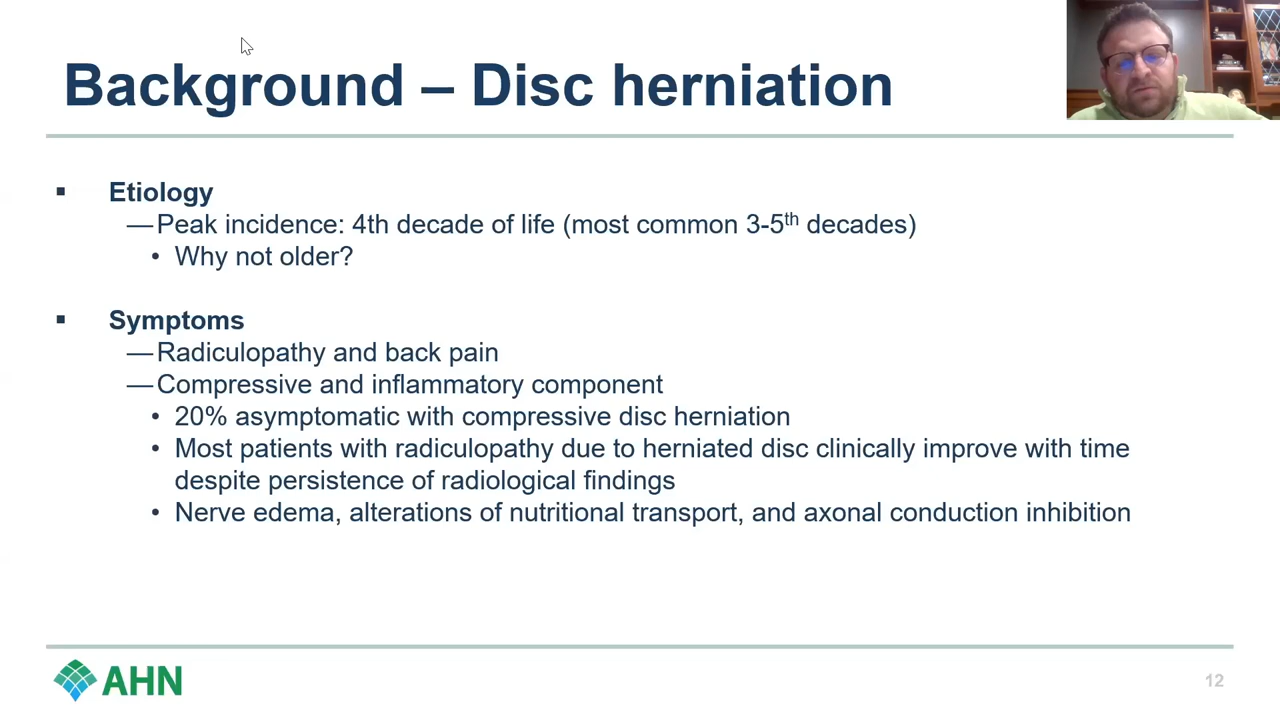 Background – Disc herniation
▪ Etiology
—Peak incidence: 4th decade of life (most common 3-5th decades)
• Why not older?
▪ Symptoms
—Radiculopathy and back pain
—Compressive and inflammatory component
• 20% asymptomatic with compressive disc herniation
• Most patients with radiculopathy due to herniated disc clinically improve with time
despite persistence of radiological findings
• Nerve edema, alterations of nutritional transport, and axonal conduction inhibition
AHN
12